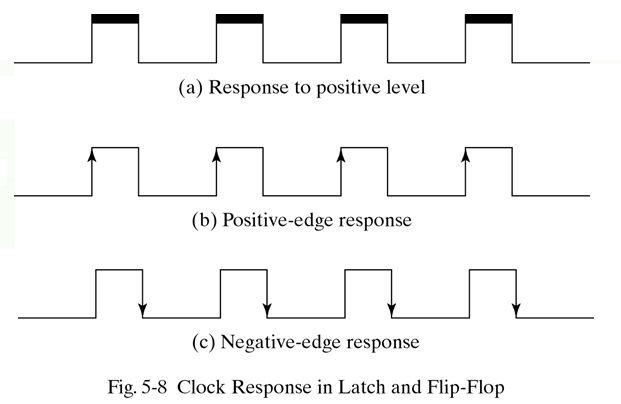 (a) Response to positive level
(b) Positive-edge response
(c) Negative-edge response
Fig. 5-8 Clock Response in Latch and Flip-Flop